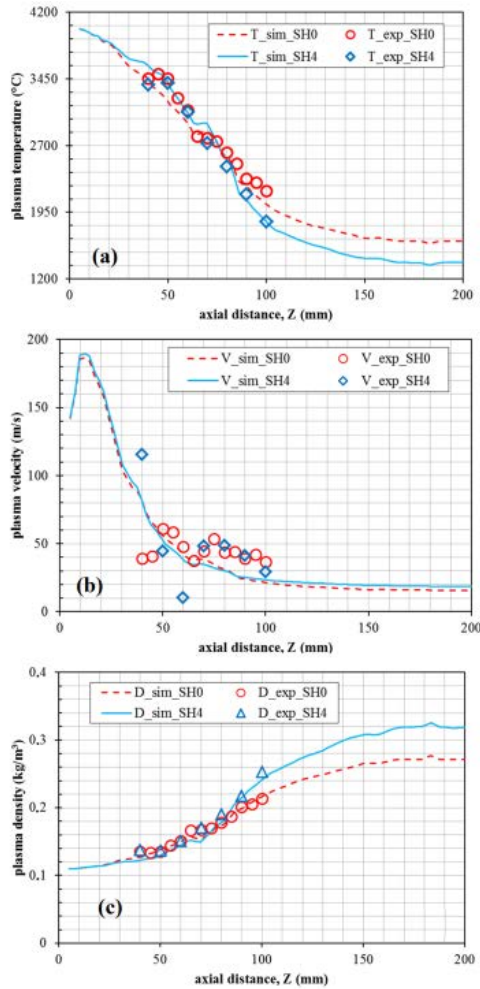 4200
3450
2700
1950
1200
plasma temperature (°C)
T_sim_SH0 T_exp_SH0
T_sim_SH4 T_exp_SH4
(a)
0 50 100 150 200
axial distance, Z (mm)
200
150
100
50
0
plasma velocity (m/s)
V_sim_SH0 V_exp_SH0
V_sim_SH4 V_exp_SH4
(b)
0 50 100 150 200
axial distance, Z (mm)
0,4
0,3
0,2
0,1
0
plasma density (kg/m³)
D_sim_SH0 D_exp_SH0
D_sim_SH4 D_exp_SH4
(c)
0 50 100 150 200
axial distance, Z (mm)